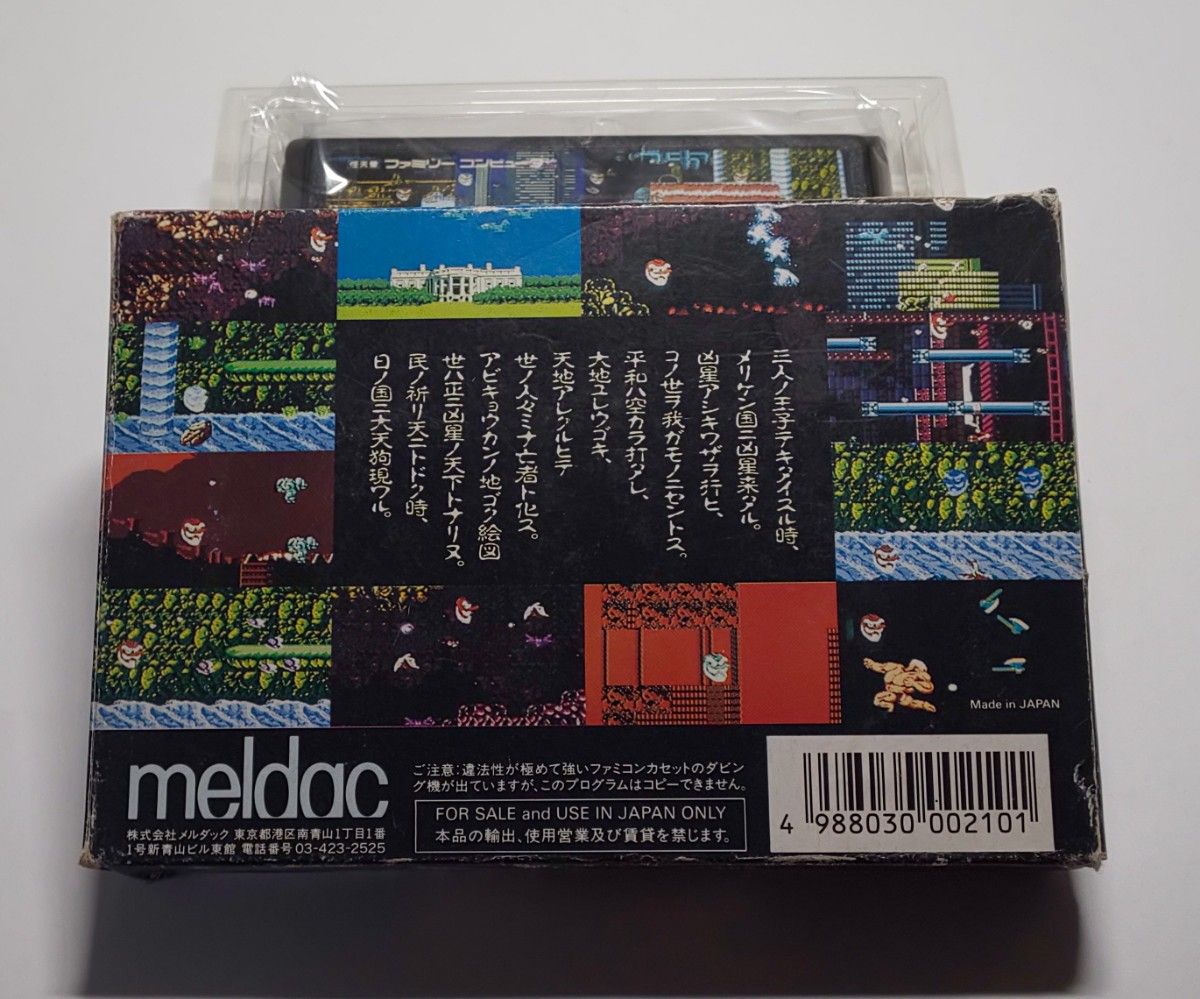 任天堂 ファミリー コンピューター
三人ノ王子テキタイスル時、
メリケン国ニ凶星来タル。
凶星アシキワザヲ行ヒ、
コノ世ヲ我ガモノニセントス。
平和ハ空カラ打タレ、
大地ユレウゴキ、
天地アレクルヒテ
世ノ人々ミナ亡者ト化ス。
アビキョウカンノ地ゴク絵図
世ハ正ニ凶星ノ天下トナリヌ。
民ノ祈リ天ニトドク時、
日ノ国ニ大天狗現ワル。
Made in JAPAN
meldac
株式会社メルダック 東京都港区南青山1丁目1番
1号新青山ビル東館 電話番号03-423-2525
ご注意:違法性が極めて強いファミコンカセットのダビン
グ機が出ていますが、このプログラムはコピーできません。
FOR SALE and USE IN JAPAN ONLY
本品の輸出、使用営業及び賃貸を禁じます。
4 988030 002101